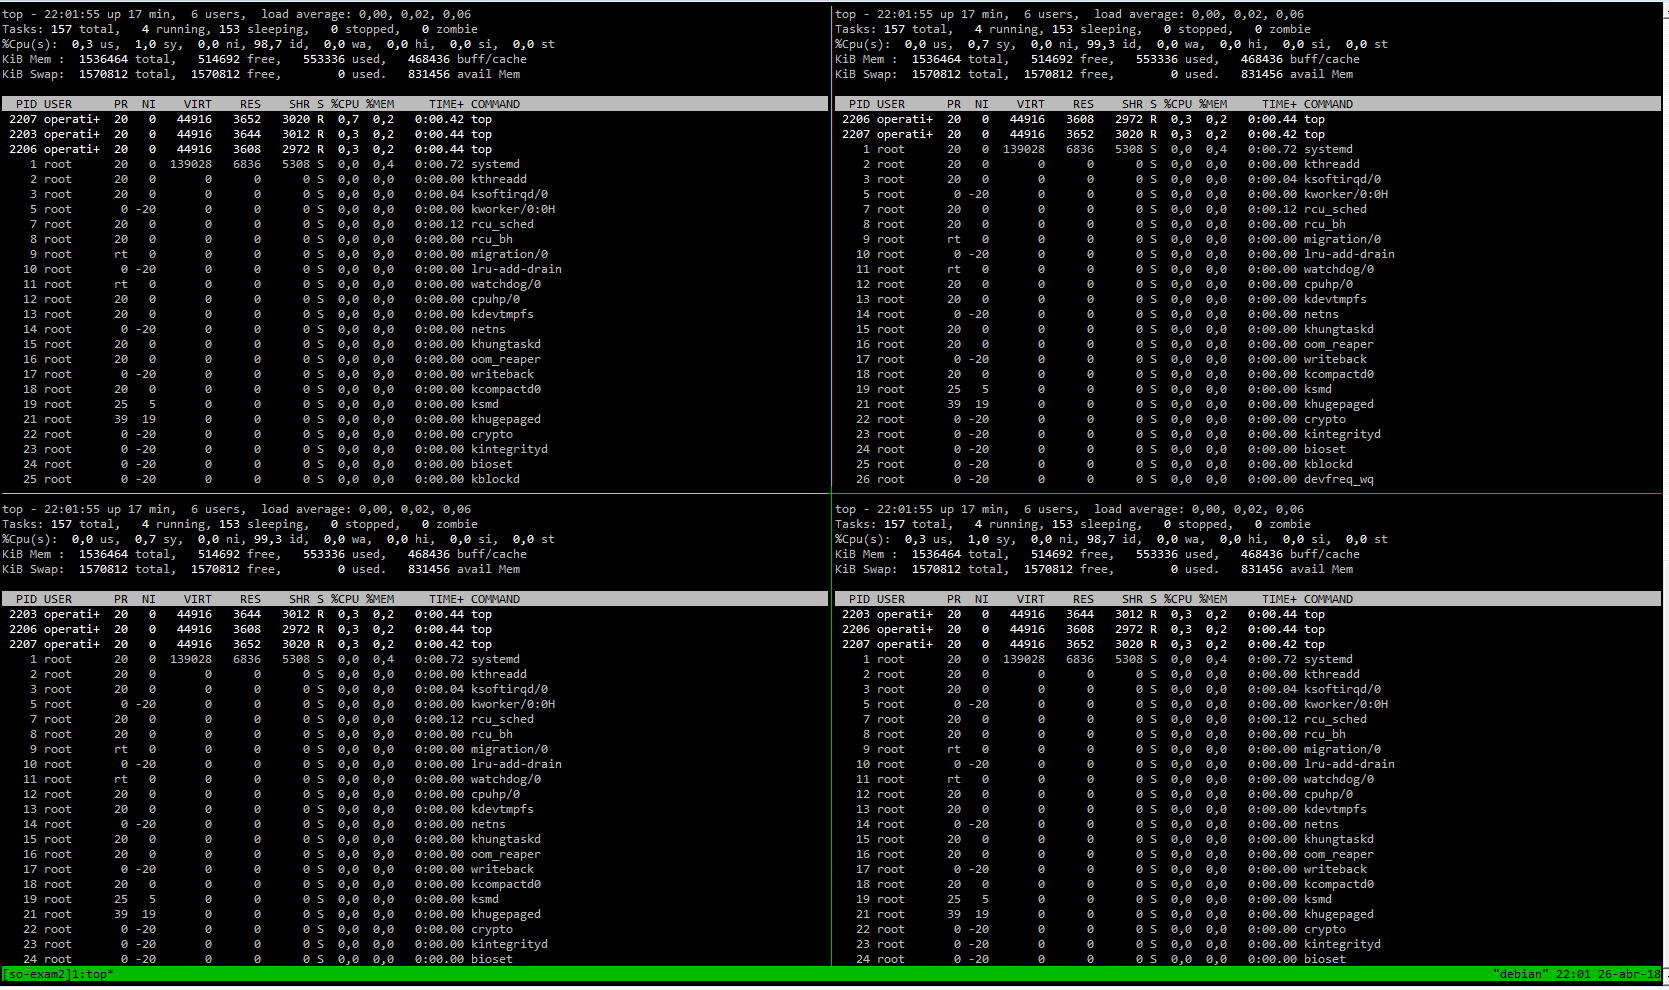 top - 22:01:55 up 17 min,  6 users,  load average: 0,00, 0,02, 0,06
Tasks: 157 total,   4 running, 153 sleeping,   0 stopped,   0 zombie
%Cpu(s):  0,3 us,  1,0 sy,  0,0 ni, 98,7 id,  0,0 wa,  0,0 hi,  0,0 si,  0,0 st
KiB Mem :  1536464 total,   514692 free,   553336 used,   468436 buff/cache
KiB Swap:  1570812 total,  1570812 free,        0 used.   831456 avail Mem
PID USER PR NI VIRT RES SHR S %CPU %MEM TIME+ COMMAND
2207 operati+ 20 0 44916 3652 3020 R 0,7 0,2 0:00.42 top
2203 operati+ 20 0 44916 3644 3012 R 0,3 0,2 0:00.44 top
2206 operati+ 20 0 44916 3608 2972 R 0,3 0,2 0:00.44 top
1 root 20 0 139028 6836 5308 S 0,0 0,4 0:00.72 systemd
2 root 20 0 0 0 0 S 0,0 0,0 0:00.00 kthreadd
3 root 20 0 0 0 0 S 0,0 0,0 0:00.04 ksoftirqd/0
5 root 0 -20 0 0 0 S 0,0 0,0 0:00.00 kworker/0:0H
7 root 20 0 0 0 0 S 0,0 0,0 0:00.12 rcu_sched
8 root 20 0 0 0 0 S 0,0 0,0 0:00.00 rcu_bh
9 root rt 0 0 0 0 S 0,0 0,0 0:00.00 migration/0
10 root 0 -20 0 0 0 S 0,0 0,0 0:00.00 lru-add-drain
11 root rt 0 0 0 0 S 0,0 0,0 0:00.00 watchdog/0
12 root 20 0 0 0 0 S 0,0 0,0 0:00.00 cpuhp/0
13 root 20 0 0 0 0 S 0,0 0,0 0:00.00 kdevtmpfs
14 root 0 -20 0 0 0 S 0,0 0,0 0:00.00 netns
15 root 20 0 0 0 0 S 0,0 0,0 0:00.00 khungtaskd
16 root 20 0 0 0 0 S 0,0 0,0 0:00.00 oom_reaper
17 root 0 -20 0 0 0 S 0,0 0,0 0:00.00 writeback
18 root 20 0 0 0 0 S 0,0 0,0 0:00.00 kcompactd0
19 root 25 5 0 0 0 S 0,0 0,0 0:00.00 ksmd
21 root 39 19 0 0 0 S 0,0 0,0 0:00.00 khugepaged
22 root 0 -20 0 0 0 S 0,0 0,0 0:00.00 crypto
23 root 0 -20 0 0 0 S 0,0 0,0 0:00.00 kintegrityd
24 root 0 -20 0 0 0 S 0,0 0,0 0:00.00 bioset
25 root 0 -20 0 0 0 S 0,0 0,0 0:00.00 kblockd
top - 22:01:55 up 17 min,  6 users,  load average: 0,00, 0,02, 0,06
Tasks: 157 total,   4 running, 153 sleeping,   0 stopped,   0 zombie
%Cpu(s):  0,0 us,  0,7 sy,  0,0 ni, 99,3 id,  0,0 wa,  0,0 hi,  0,0 si,  0,0 st
KiB Mem :  1536464 total,   514692 free,   553336 used,   468436 buff/cache
KiB Swap:  1570812 total,  1570812 free,        0 used.   831456 avail Mem
PID USER PR NI VIRT RES SHR S %CPU %MEM TIME+ COMMAND
2206 operati+ 20 0 44916 3608 2972 R 0,3 0,2 0:00.44 top
2207 operati+ 20 0 44916 3652 3020 R 0,3 0,2 0:00.42 top
1 root 20 0 139028 6836 5308 S 0,0 0,4 0:00.72 systemd
2 root 20 0 0 0 0 S 0,0 0,0 0:00.00 kthreadd
3 root 20 0 0 0 0 S 0,0 0,0 0:00.04 ksoftirqd/0
5 root 0 -20 0 0 0 S 0,0 0,0 0:00.00 kworker/0:0H
7 root 20 0 0 0 0 S 0,0 0,0 0:00.12 rcu_sched
8 root 20 0 0 0 0 S 0,0 0,0 0:00.00 rcu_bh
9 root rt 0 0 0 0 S 0,0 0,0 0:00.00 migration/0
10 root 0 -20 0 0 0 S 0,0 0,0 0:00.00 lru-add-drain
11 root rt 0 0 0 0 S 0,0 0,0 0:00.00 watchdog/0
12 root 20 0 0 0 0 S 0,0 0,0 0:00.00 cpuhp/0
13 root 20 0 0 0 0 S 0,0 0,0 0:00.00 kdevtmpfs
14 root 0 -20 0 0 0 S 0,0 0,0 0:00.00 netns
15 root 20 0 0 0 0 S 0,0 0,0 0:00.00 khungtaskd
16 root 20 0 0 0 0 S 0,0 0,0 0:00.00 oom_reaper
17 root 0 -20 0 0 0 S 0,0 0,0 0:00.00 writeback
18 root 20 0 0 0 0 S 0,0 0,0 0:00.00 kcompactd0
19 root 25 5 0 0 0 S 0,0 0,0 0:00.00 ksmd
21 root 39 19 0 0 0 S 0,0 0,0 0:00.00 khugepaged
22 root 0 -20 0 0 0 S 0,0 0,0 0:00.00 crypto
23 root 0 -20 0 0 0 S 0,0 0,0 0:00.00 kintegrityd
24 root 0 -20 0 0 0 S 0,0 0,0 0:00.00 bioset
25 root 0 -20 0 0 0 S 0,0 0,0 0:00.00 kblockd
26 root 0 -20 0 0 0 S 0,0 0,0 0:00.00 devfreq_wq
top - 22:01:55 up 17 min,  6 users,  load average: 0,00, 0,02, 0,06
Tasks: 157 total,   4 running, 153 sleeping,   0 stopped,   0 zombie
%Cpu(s):  0,0 us,  0,7 sy,  0,0 ni, 99,3 id,  0,0 wa,  0,0 hi,  0,0 si,  0,0 st
KiB Mem :  1536464 total,   514692 free,   553336 used,   468436 buff/cache
KiB Swap:  1570812 total,  1570812 free,        0 used.   831456 avail Mem
PID USER PR NI VIRT RES SHR S %CPU %MEM TIME+ COMMAND
2203 operati+ 20 0 44916 3644 3012 R 0,3 0,2 0:00.44 top
2206 operati+ 20 0 44916 3608 2972 R 0,3 0,2 0:00.44 top
2207 operati+ 20 0 44916 3652 3020 R 0,3 0,2 0:00.42 top
1 root 20 0 139028 6836 5308 S 0,0 0,4 0:00.72 systemd
2 root 20 0 0 0 0 S 0,0 0,0 0:00.00 kthreadd
3 root 20 0 0 0 0 S 0,0 0,0 0:00.04 ksoftirqd/0
5 root 0 -20 0 0 0 S 0,0 0,0 0:00.00 kworker/0:0H
7 root 20 0 0 0 0 S 0,0 0,0 0:00.12 rcu_sched
8 root 20 0 0 0 0 S 0,0 0,0 0:00.00 rcu_bh
9 root rt 0 0 0 0 S 0,0 0,0 0:00.00 migration/0
10 root 0 -20 0 0 0 S 0,0 0,0 0:00.00 lru-add-drain
11 root rt 0 0 0 0 S 0,0 0,0 0:00.00 watchdog/0
12 root 20 0 0 0 0 S 0,0 0,0 0:00.00 cpuhp/0
13 root 20 0 0 0 0 S 0,0 0,0 0:00.00 kdevtmpfs
14 root 0 -20 0 0 0 S 0,0 0,0 0:00.00 netns
15 root 20 0 0 0 0 S 0,0 0,0 0:00.00 khungtaskd
16 root 20 0 0 0 0 S 0,0 0,0 0:00.00 oom_reaper
17 root 0 -20 0 0 0 S 0,0 0,0 0:00.00 writeback
18 root 20 0 0 0 0 S 0,0 0,0 0:00.00 kcompactd0
19 root 25 5 0 0 0 S 0,0 0,0 0:00.00 ksmd
21 root 39 19 0 0 0 S 0,0 0,0 0:00.00 khugepaged
22 root 0 -20 0 0 0 S 0,0 0,0 0:00.00 crypto
23 root 0 -20 0 0 0 S 0,0 0,0 0:00.00 kintegrityd
24 root 0 -20 0 0 0 S 0,0 0,0 0:00.00 bioset
top - 22:01:55 up 17 min,  6 users,  load average: 0,00, 0,02, 0,06
Tasks: 157 total,   4 running, 153 sleeping,   0 stopped,   0 zombie
%Cpu(s):  0,3 us,  1,0 sy,  0,0 ni, 98,7 id,  0,0 wa,  0,0 hi,  0,0 si,  0,0 st
KiB Mem :  1536464 total,   514692 free,   553336 used,   468436 buff/cache
KiB Swap:  1570812 total,  1570812 free,        0 used.   831456 avail Mem
PID USER PR NI VIRT RES SHR S %CPU %MEM TIME+ COMMAND
2203 operati+ 20 0 44916 3644 3012 R 0,3 0,2 0:00.44 top
2206 operati+ 20 0 44916 3608 2972 R 0,3 0,2 0:00.44 top
2207 operati+ 20 0 44916 3652 3020 R 0,3 0,2 0:00.42 top
1 root 20 0 139028 6836 5308 S 0,0 0,4 0:00.72 systemd
2 root 20 0 0 0 0 S 0,0 0,0 0:00.00 kthreadd
3 root 20 0 0 0 0 S 0,0 0,0 0:00.04 ksoftirqd/0
5 root 0 -20 0 0 0 S 0,0 0,0 0:00.00 kworker/0:0H
7 root 20 0 0 0 0 S 0,0 0,0 0:00.12 rcu_sched
8 root 20 0 0 0 0 S 0,0 0,0 0:00.00 rcu_bh
9 root rt 0 0 0 0 S 0,0 0,0 0:00.00 migration/0
10 root 0 -20 0 0 0 S 0,0 0,0 0:00.00 lru-add-drain
11 root rt 0 0 0 0 S 0,0 0,0 0:00.00 watchdog/0
12 root 20 0 0 0 0 S 0,0 0,0 0:00.00 cpuhp/0
13 root 20 0 0 0 0 S 0,0 0,0 0:00.00 kdevtmpfs
14 root 0 -20 0 0 0 S 0,0 0,0 0:00.00 netns
15 root 20 0 0 0 0 S 0,0 0,0 0:00.00 khungtaskd
16 root 20 0 0 0 0 S 0,0 0,0 0:00.00 oom_reaper
17 root 0 -20 0 0 0 S 0,0 0,0 0:00.00 writeback
18 root 20 0 0 0 0 S 0,0 0,0 0:00.00 kcompactd0
19 root 25 5 0 0 0 S 0,0 0,0 0:00.00 ksmd
21 root 39 19 0 0 0 S 0,0 0,0 0:00.00 khugepaged
22 root 0 -20 0 0 0 S 0,0 0,0 0:00.00 crypto
23 root 0 -20 0 0 0 S 0,0 0,0 0:00.00 kintegrityd
24 root 0 -20 0 0 0 S 0,0 0,0 0:00.00 bioset
[so-exam2]1:top* "debian" 22:01 26-abr-18